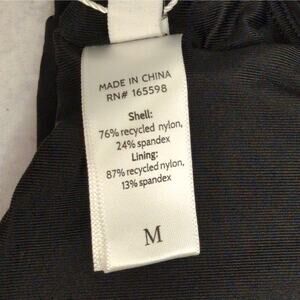 MADE IN CHINA
RN# 165598
Shell:
76% recycled nylon,
24% spandex
Lining:
87% recycled nylon,
13% spandex
M